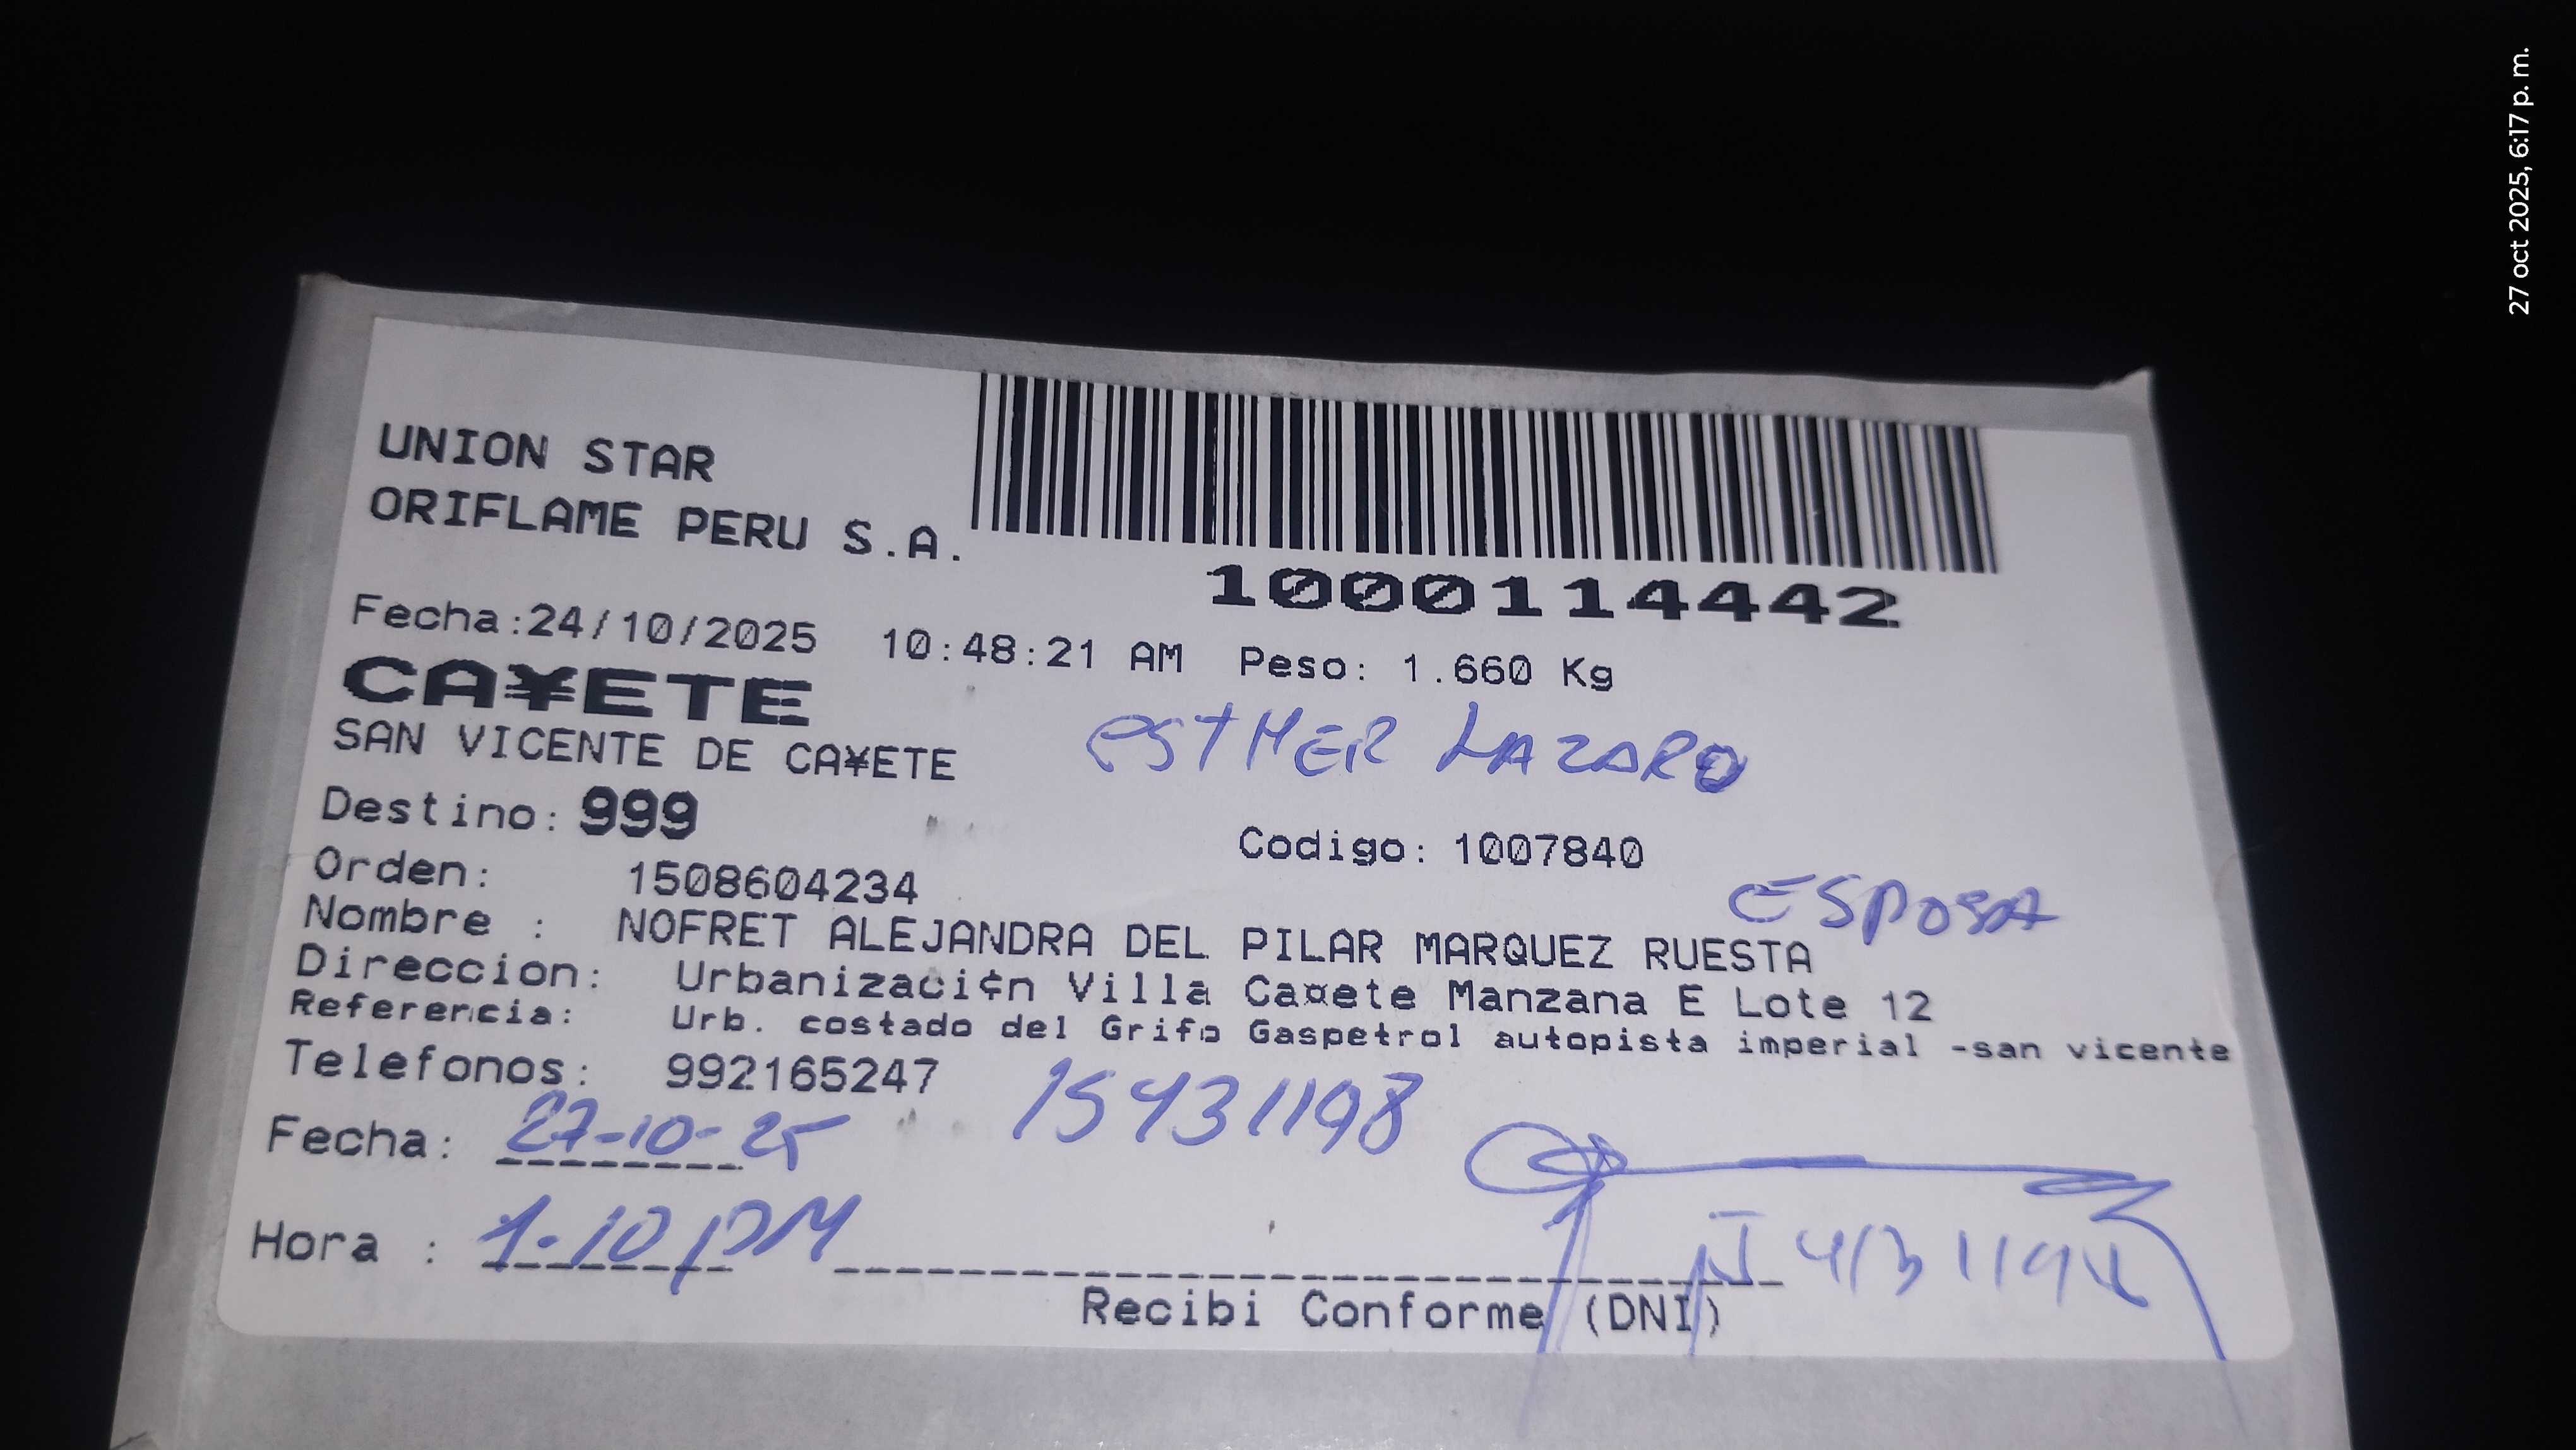 27 oct 2025, 6:17 p. m.
UNION STAR
ORIFLAME PERU S.A.
1000114442
Fecha:24/10/2025 10:48:21 AM Peso: 1.660 Kg
CA¥ETE
SAN VICENTE DE CA¥ETE
ESTHER LAZARO
Destino: 999
Codigo: 1007840
Orden: 1508604234
ESPOSA
Nombre : NOFRET ALEJANDRA DEL PILAR MARQUEZ RUESTA
Direccion: Urbanizaci¢n Villa Ca¤ete Manzana E Lote 12
Referencia: Urb. costado del Grifo Gaspetrol autopista imperial -san vicente
Telefonos: 992165247
15431198
Fecha: 27-10-25
Hora : 1-10 PM
Recibi Conforme (DNI)